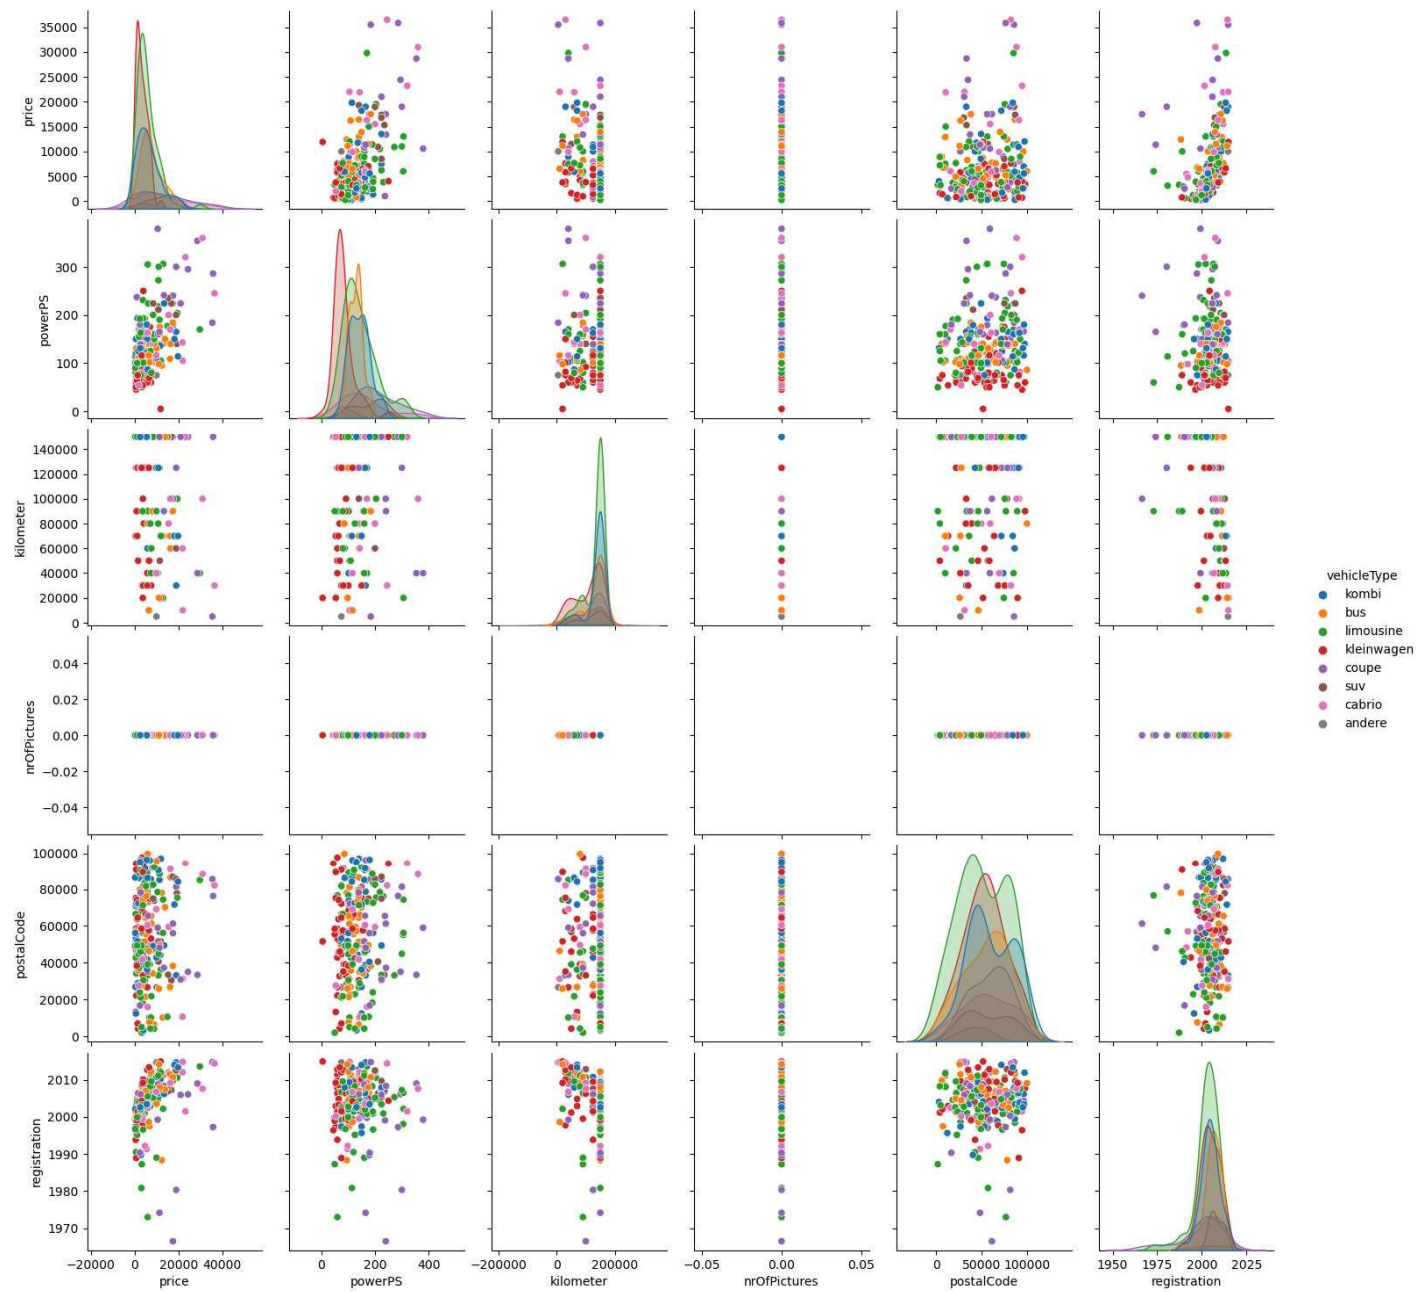 35000
30000
25000
20000
15000
10000
5000
0
price
300
200
100
0
powerPS
140000
120000
100000
80000
60000
40000
20000
0
kilometer
0.04
0.02
0.00
−0.02
−0.04
nrOfPictures
100000
80000
60000
40000
20000
0
postalCode
2010
2000
1990
1980
1970
registration
−20000 0 20000 40000
price
0 200 400
powerPS
−200000 0 200000
kilometer
−0.05 0.00 0.05
nrOfPictures
0 50000 100000
postalCode
1950 1975 2000 2025
registration
vehicleType
kombi
bus
limousine
kleinwagen
coupe
suv
cabrio
andere